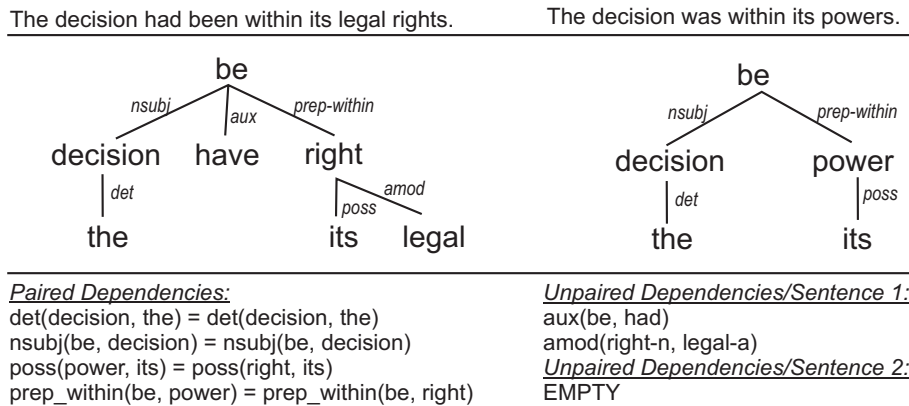 The decision had been within its legal rights.
The decision was within its powers.
be
nsubj
aux
prep-within
decision have right
det
poss
amod
the its legal
be
nsubj
prep-within
decision power
det
poss
the its
Paired Dependencies:
det(decision, the) = det(decision, the)
nsubj(be, decision) = nsubj(be, decision)
poss(power, its) = poss(right, its)
prep_within(be, power) = prep_within(be, right)
Unpaired Dependencies/Sentence 1:
aux(be, had)
amod(right-n, legal-a)
Unpaired Dependencies/Sentence 2:
EMPTY